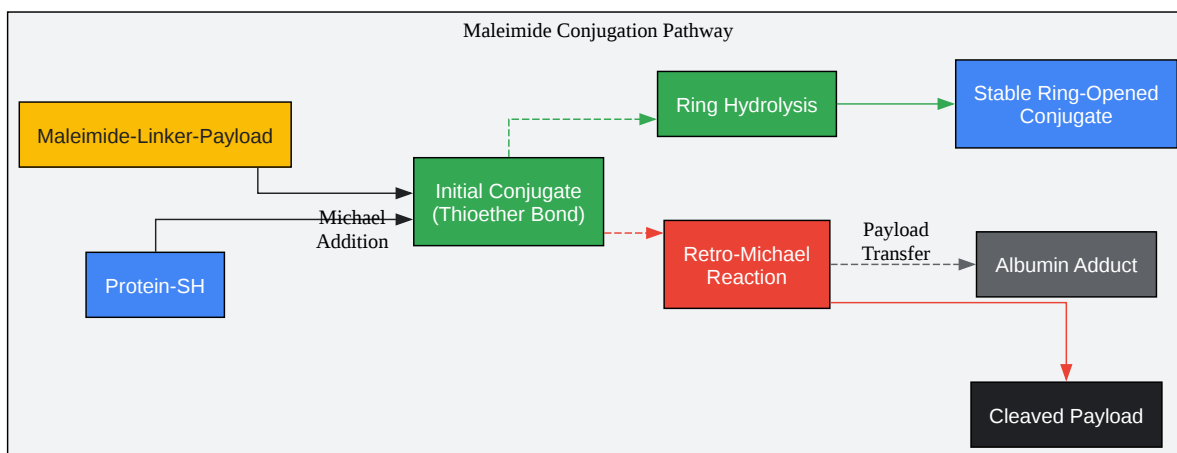 Maleimide Conjugation Pathway
Maleimide-Linker-Payload
Protein-SH
Michael
Addition
Initial Conjugate
(Thioether Bond)
Ring Hydrolysis
Stable Ring-Opened
Conjugate
Retro-Michael
Reaction
Payload
Transfer
Albumin Adduct
Cleaved Payload